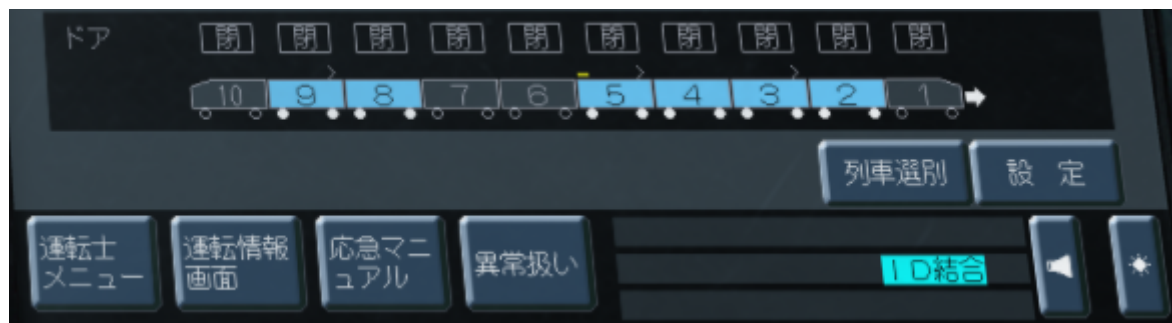 ドア 閉 閉 閉 閉 閉 閉 閉 閉 閉 閉
10 9 8 7 6 5 4 3 2 1
列車選別 設 定
運転士
メニュー
運転情報
画面
応急マニ
ュアル
異常扱い
ID結合